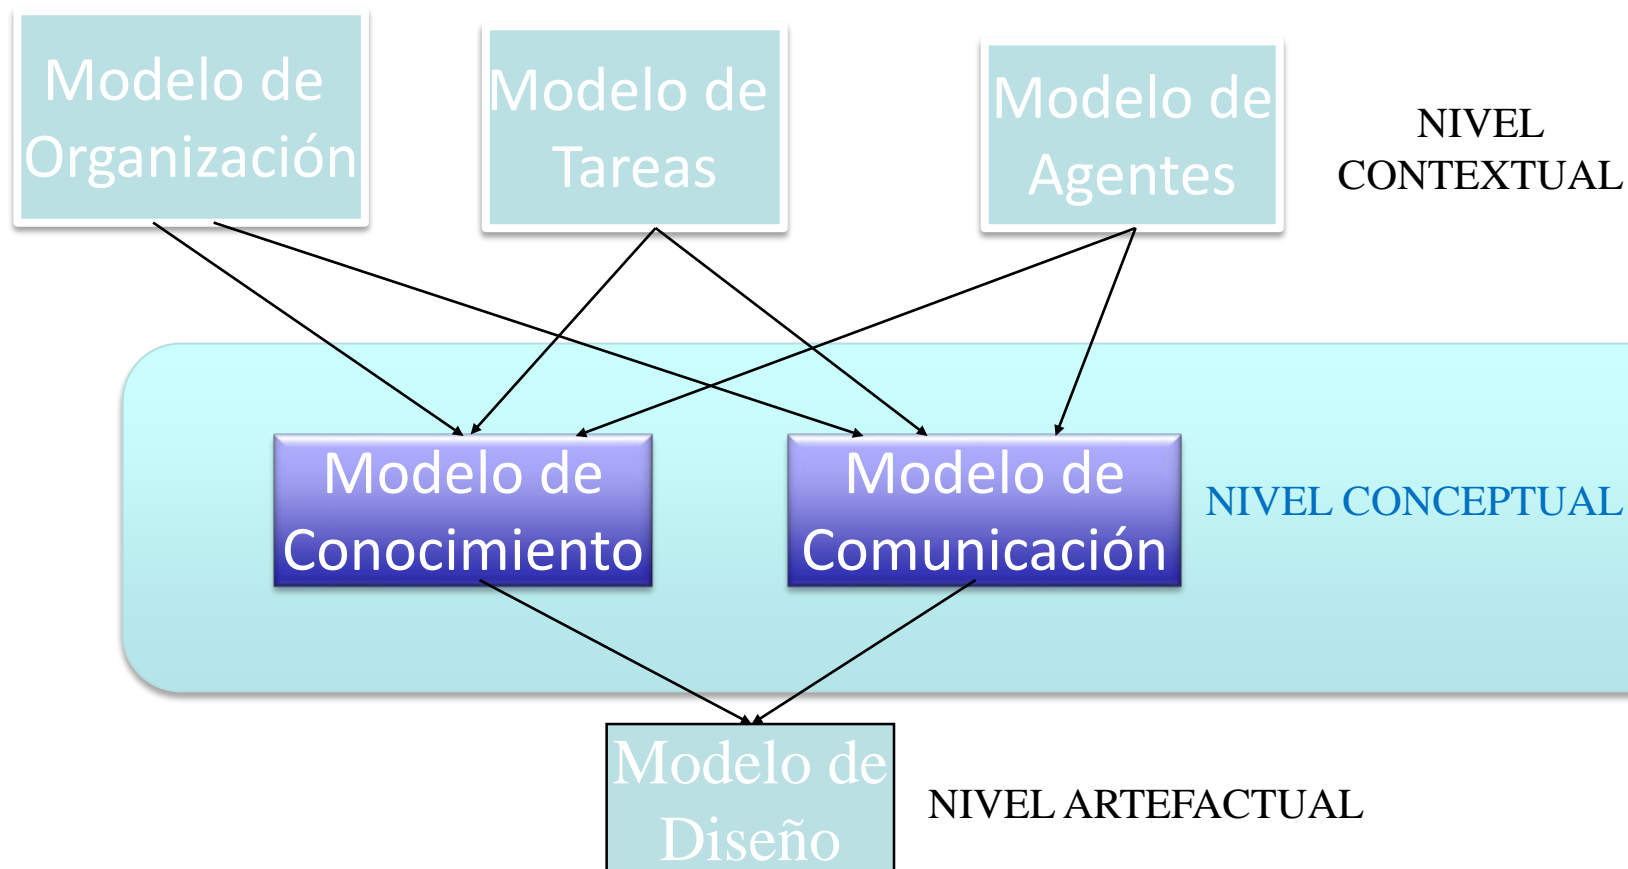 Modelo de
Organización
Modelo de
Tareas
Modelo de
Agentes
NIVEL
CONTEXTUAL
Modelo de
Conocimiento
Modelo de
Comunicación
NIVEL CONCEPTUAL
Modelo de
Diseño
NIVEL ARTEFACTUAL